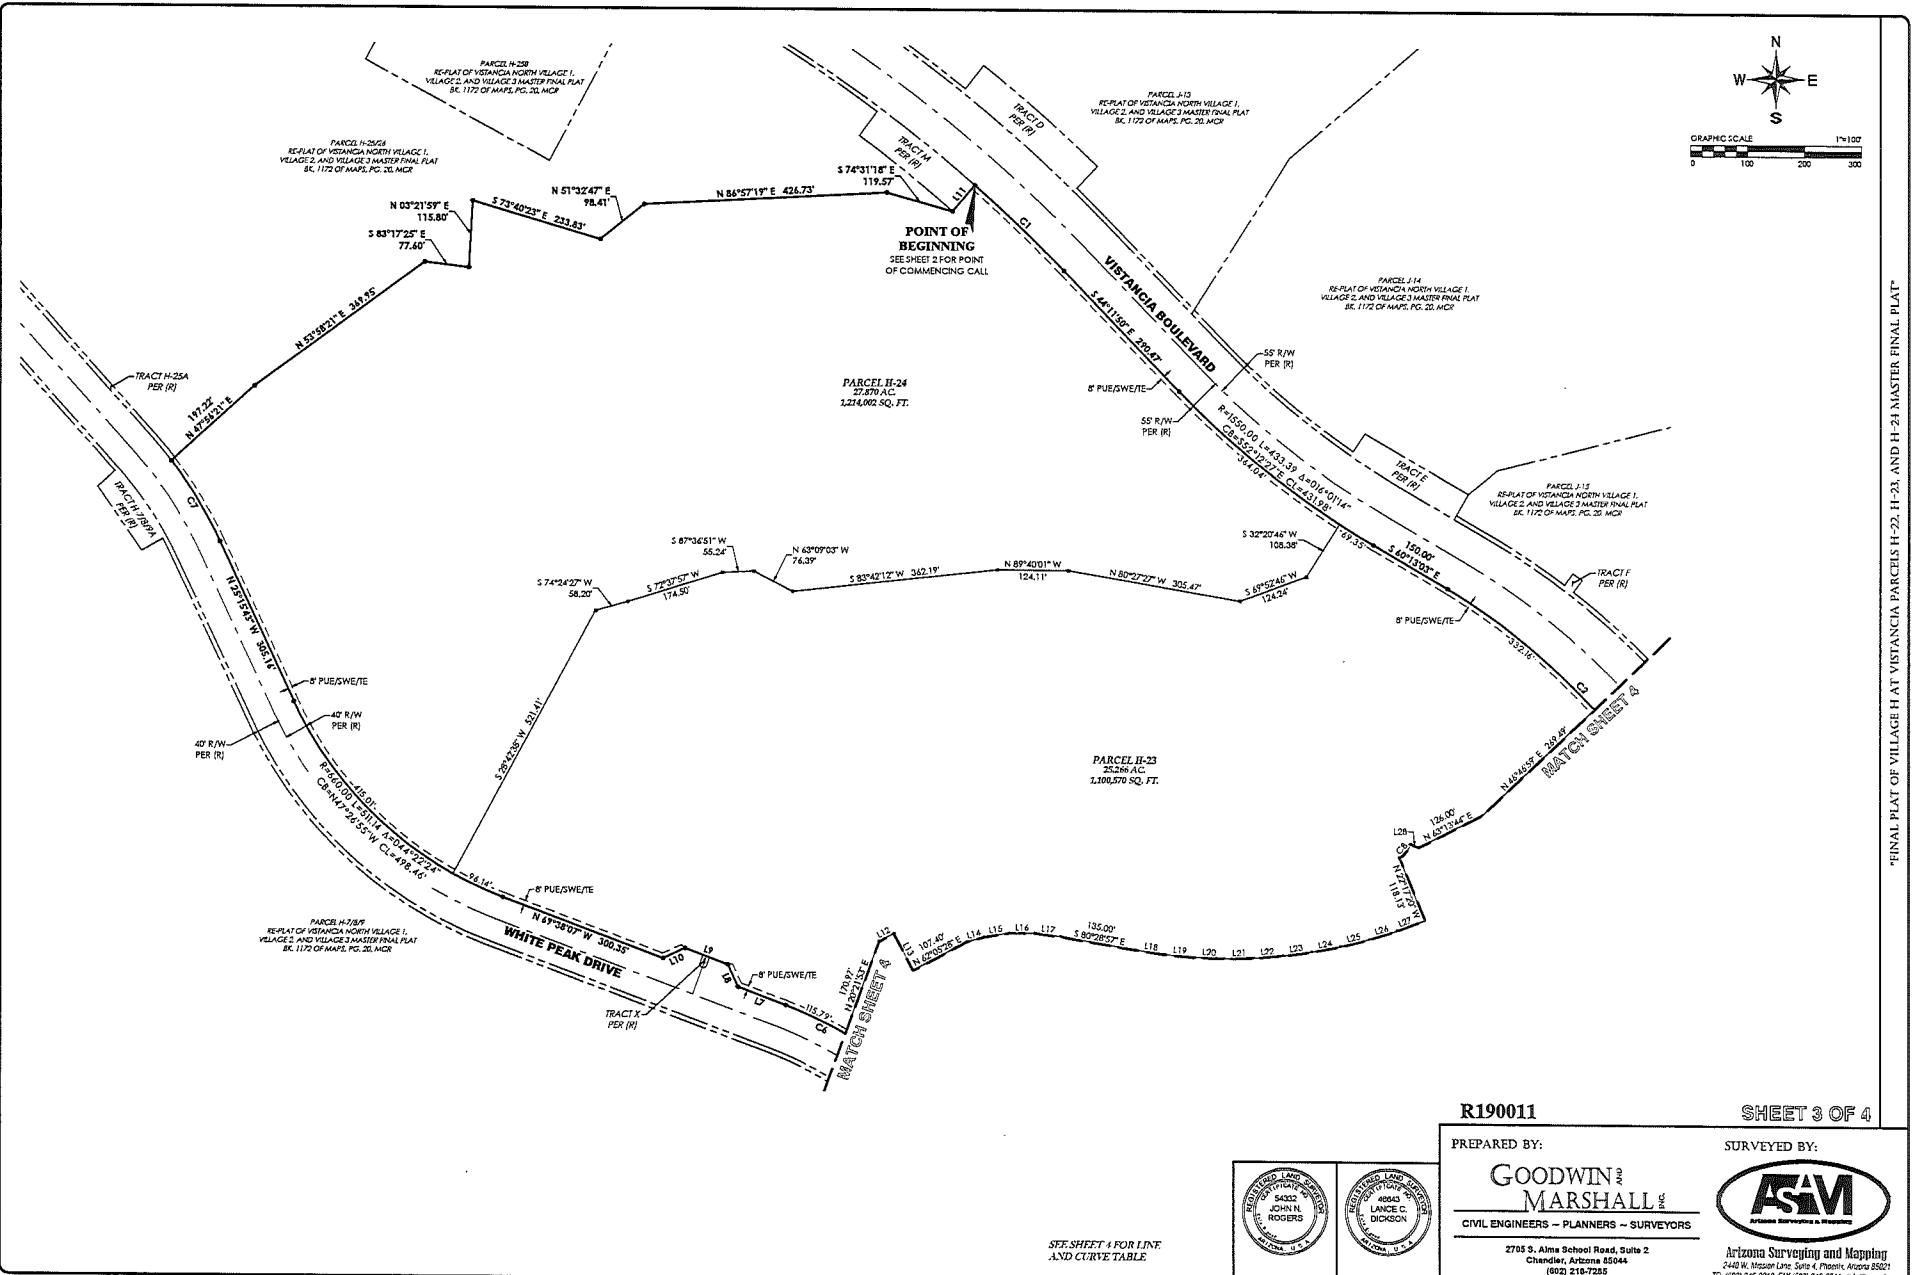 PARCEL H-25B
RE-PLAT OF VISTANCIA NORTH VILLAGE 1,
VILLAGE 2, AND VILLAGE 3 MASTER FINAL PLAT
BK. 1172 OF MAPS, PG. 20, MCR
PARCEL H-25/26
RE-PLAT OF VISTANCIA NORTH VILLAGE 1,
VILLAGE 2, AND VILLAGE 3 MASTER FINAL PLAT
BK. 1172 OF MAPS, PG. 20, MCR
TRACT D
PER (R)
PARCEL J-13
RE-PLAT OF VISTANCIA NORTH VILLAGE 1,
VILLAGE 2, AND VILLAGE 3 MASTER FINAL PLAT
BK. 1172 OF MAPS, PG. 20, MCR
N
W
E
S
GRAPHIC SCALE 1"=100'
0 100 200 300
TRACT M
PER (R)
S 74°31'18" E
119.57'
L11
N 86°57'19" E 426.73'
N 51°32'47" E
98.41'
S 73°40'23" E 233.83'
N 03°21'59" E
115.80'
S 83°17'25" E
77.60'
N 53°58'21" E 369.95'
197.22'
N 47°56'21" E
POINT OF
BEGINNING
SEE SHEET 2 FOR POINT
OF COMMENCING CALL
C1
VISTANCIA BOULEVARD
S 44°11'50" E 290.47'
PARCEL J-14
RE-PLAT OF VISTANCIA NORTH VILLAGE 1,
VILLAGE 2, AND VILLAGE 3 MASTER FINAL PLAT
BK. 1172 OF MAPS, PG. 20, MCR
55' R/W
PER (R)
8' PUE/SWE/TE
55' R/W
PER (R)
R=1550.00 L=433.39 Δ=016°01'14"
CB=S52°12'27"E CL=431.98'
364.04'
TRACT H-25A
PER (R)
PARCEL H-24
27.870 AC.
1,214,002 SQ. FT.
TRACT H-7/8/9A
PER (R)
C7
N 25°15'43" W 305.16'
TRACT E
PER (R)
PARCEL J-15
RE-PLAT OF VISTANCIA NORTH VILLAGE 1,
VILLAGE 2, AND VILLAGE 3 MASTER FINAL PLAT
BK. 1172 OF MAPS, PG. 20, MCR
S 87°36'51" W
55.24'
N 63°09'03" W
76.39'
S 74°24'27" W
58.20'
S 72°37'57" W
174.50'
S 83°42'12" W 362.19'
N 89°40'01" W
124.11'
N 80°27'27" W 305.47'
S 69°52'46" W
124.24'
S 32°20'46" W
108.38'
69.35'
150.00'
S 60°13'03" E
TRACT F
PER (R)
8' PUE/SWE/TE
332.16'
C2
MATCH SHEET 4
N 46°46'59" E 269.49'
8' PUE/SWE/TE
40' R/W
PER (R)
40' R/W
PER (R)
S 28°42'38" W 521.41'
415.01'
R=660.00 L=511.14 Δ=044°22'24"
CB=N47°26'55"W CL=498.46'
96.14'
PARCEL H-23
25.266 AC.
1,100,570 SQ. FT.
126.00'
N 63°13'44" E
L28
C8
N 22°17'20" W
118.13'
8' PUE/SWE/TE
N 69°38'07" W 300.35'
WHITE PEAK DRIVE
PARCEL H-7/8/9
RE-PLAT OF VISTANCIA NORTH VILLAGE 1,
VILLAGE 2, AND VILLAGE 3 MASTER FINAL PLAT
BK. 1172 OF MAPS, PG. 20, MCR
L10
L9
L8
8' PUE/SWE/TE
L7
115.79'
C6
TRACT X
PER (R)
170.97'
N 20°21'53" E
MATCH SHEET 4
L12
L13
107.40'
N 62°05'28" E
L14 L15 L16 L17
135.00'
S 80°28'57" E
L18 L19 L20 L21 L22 L23 L24 L25 L26 L27
"FINAL PLAT OF VILLAGE H AT VISTANCIA PARCELS H-22, H-23, AND H-24 MASTER FINAL PLAT"
R190011 SHEET 3 OF 4
SEE SHEET 4 FOR LINE
AND CURVE TABLE
REGISTERED LAND SURVEYOR
CERTIFICATE NO.
54332
JOHN N.
ROGERS
ARIZONA, U.S.A.
REGISTERED LAND SURVEYOR
CERTIFICATE NO.
46643
LANCE C.
DICKSON
ARIZONA, U.S.A.
PREPARED BY:
GOODWIN AND
MARSHALL INC.
CIVIL ENGINEERS ~ PLANNERS ~ SURVEYORS
2705 S. Alma School Road, Suite 2
Chandler, Arizona 85044
(602) 218-7285
SURVEYED BY:
ASAM
Arizona Surveying & Mapping
Arizona Surveying and Mapping
2440 W. Mission Lane, Suite 4, Phoenix, Arizona 85021